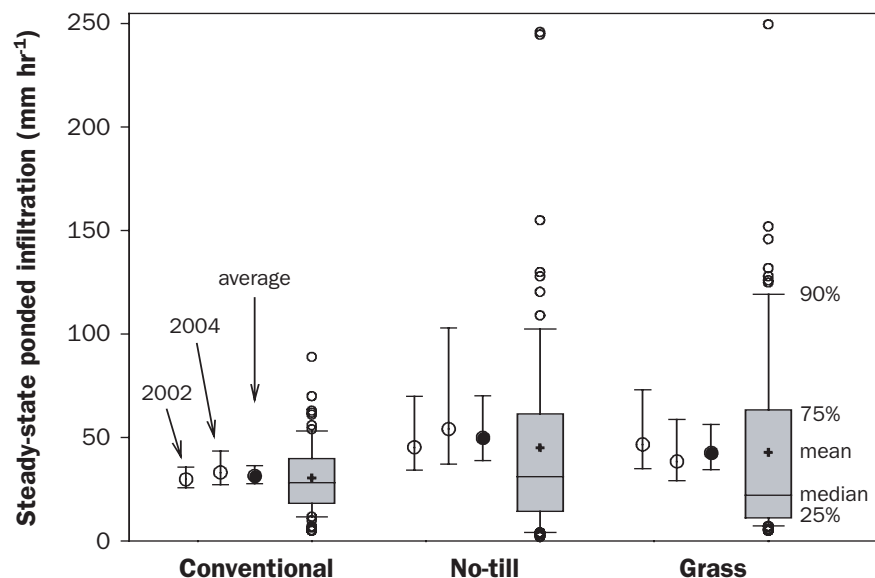 Steady-state ponded infiltration (mm hr-1)
250
200
150
100
50
0
2002
2004
average
90%
75%
mean
median
25%
Conventional
No-till
Grass